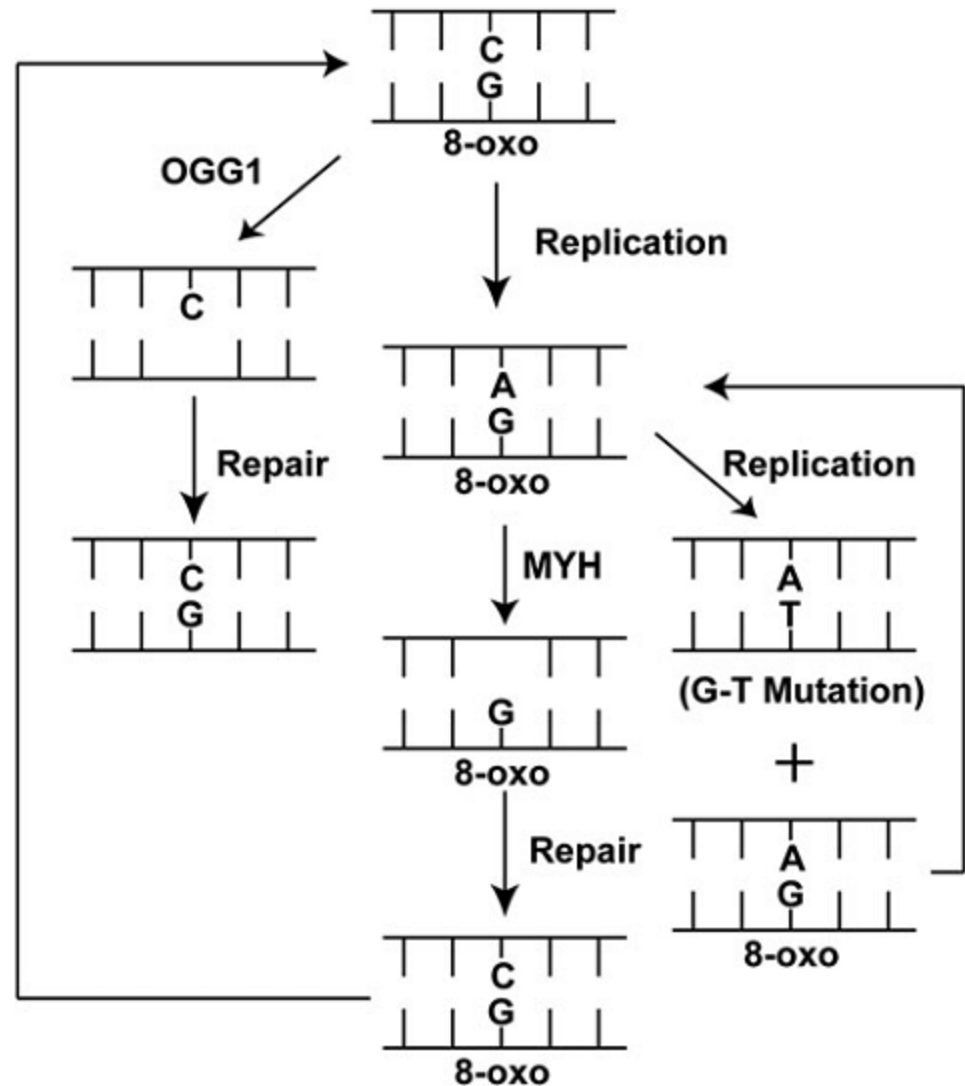 C
G
8-oxo
OGG1
Replication
C
A
G
8-oxo
Repair
Replication
C
G
MYH
A
T
(G-T Mutation)
G
8-oxo
+
Repair
A
G
8-oxo
C
G
8-oxo